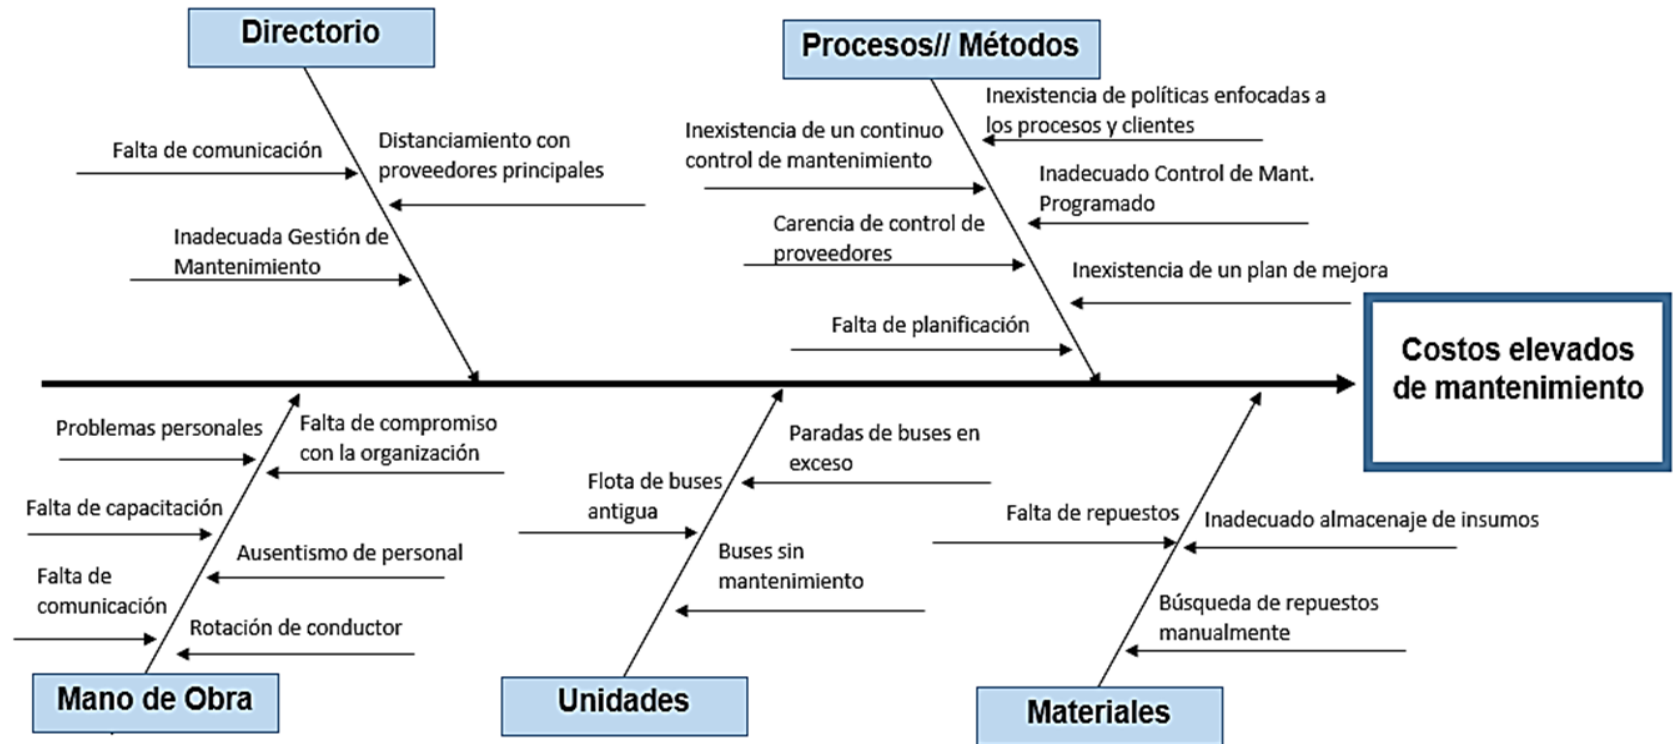 Directorio
Procesos// Métodos
Falta de comunicación
Distanciamiento con
proveedores principales
Inadecuada Gestión de
Mantenimiento
Inexistencia de un continuo
control de mantenimiento
Inexistencia de políticas enfocadas a
los procesos y clientes
Inadecuado Control de Mant.
Programado
Carencia de control de
proveedores
Inexistencia de un plan de mejora
Falta de planificación
Costos elevados
de mantenimiento
Problemas personales
Falta de compromiso
con la organización
Falta de capacitación
Ausentismo de personal
Falta de
comunicación
Rotación de conductor
Mano de Obra
Paradas de buses en
exceso
Flota de buses
antigua
Buses sin
mantenimiento
Unidades
Falta de repuestos
Inadecuado almacenaje de insumos
Búsqueda de repuestos
manualmente
Materiales